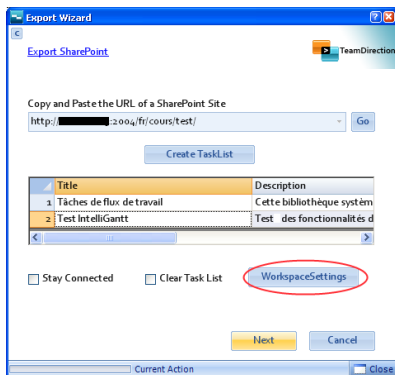 Export Wizard
Export SharePoint
TeamDirection
Copy and Paste the URL of a SharePoint Site
http:// :2004/fr/cours/test/
Go
Create TaskList
Title Description
1 Tâches de flux de travail Cette bibliothèque systèm
2 Test IntelliGantt Test des fonctionnalités d
Stay Connected Clear Task List WorkspaceSettings
Next Cancel
Current Action Close